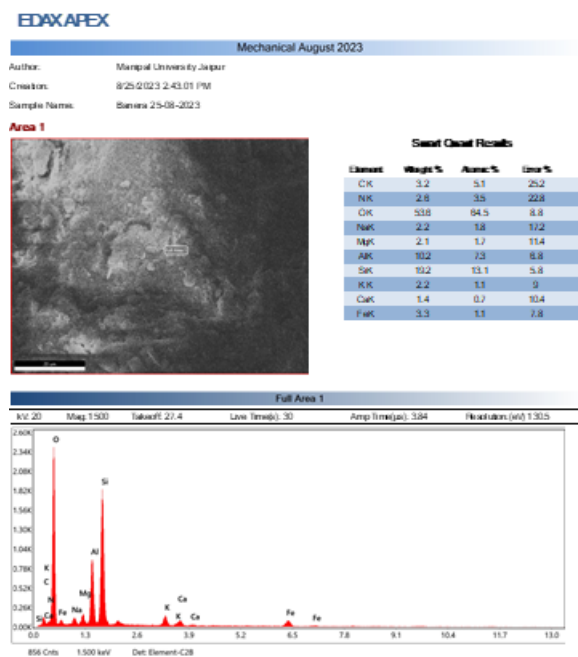 EDAX APEX
Mechanical August 2023
Author: Manipal University Jaipur
Creation: 8/25/2023 2:43:01 PM
Sample Name: Banera 25-08-2023
Area 1
Smart Quant Results
Element Weight % Atomic % Error %
C K 3.2 5.1 25.2
N K 2.6 3.5 22.8
O K 53.6 64.5 8.8
NaK 2.2 1.8 17.2
MgK 2.1 1.7 11.4
AlK 10.2 7.3 6.8
SiK 19.2 13.1 5.8
K K 2.2 1.1 9
CaK 1.4 0.7 10.4
FeK 3.3 1.1 7.8
Full Area 1
kV: 20 Mag: 1500 Takeoff: 27.4 Live Time(s): 30 Amp Time(µs): 3.84 Resolution:(eV) 130.5
2.60K
2.34K
2.08K
1.82K
1.56K
1.30K
1.04K
0.78K
0.52K
0.26K
0.00K
O
Si
Al
K
C
N
Mg
Ca
Si
Ca
Fe
Na
K
K
Ca
Fe
Fe
0.0 1.3 2.6 3.9 5.2 6.5 7.8 9.1 10.4 11.7 13.0
856 Cnts 1.500 keV Det: Element-C2B